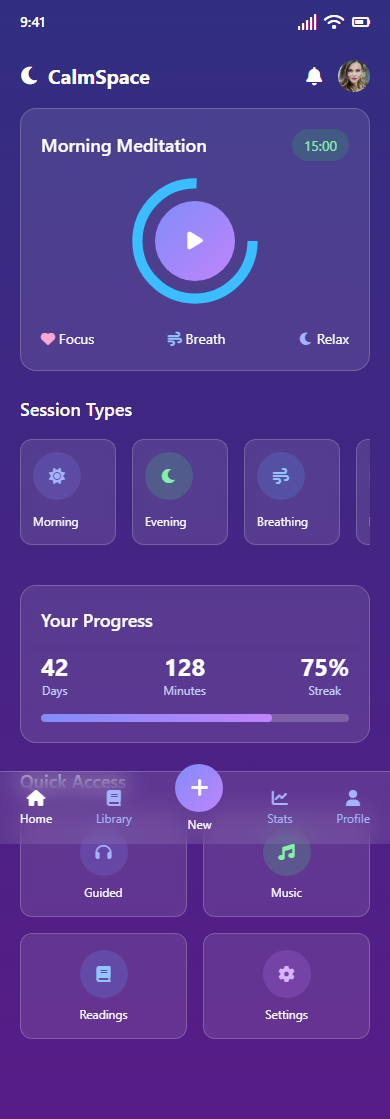 9:41
CalmSpace
Morning Meditation
15:00
Focus
Breath
Relax
Session Types
Morning
Evening
Breathing
Your Progress
42
128
75%
Days
Minutes
Streak
Quick Access
Home
Library
New
Stats
Profile
Guided
Music
Readings
Settings